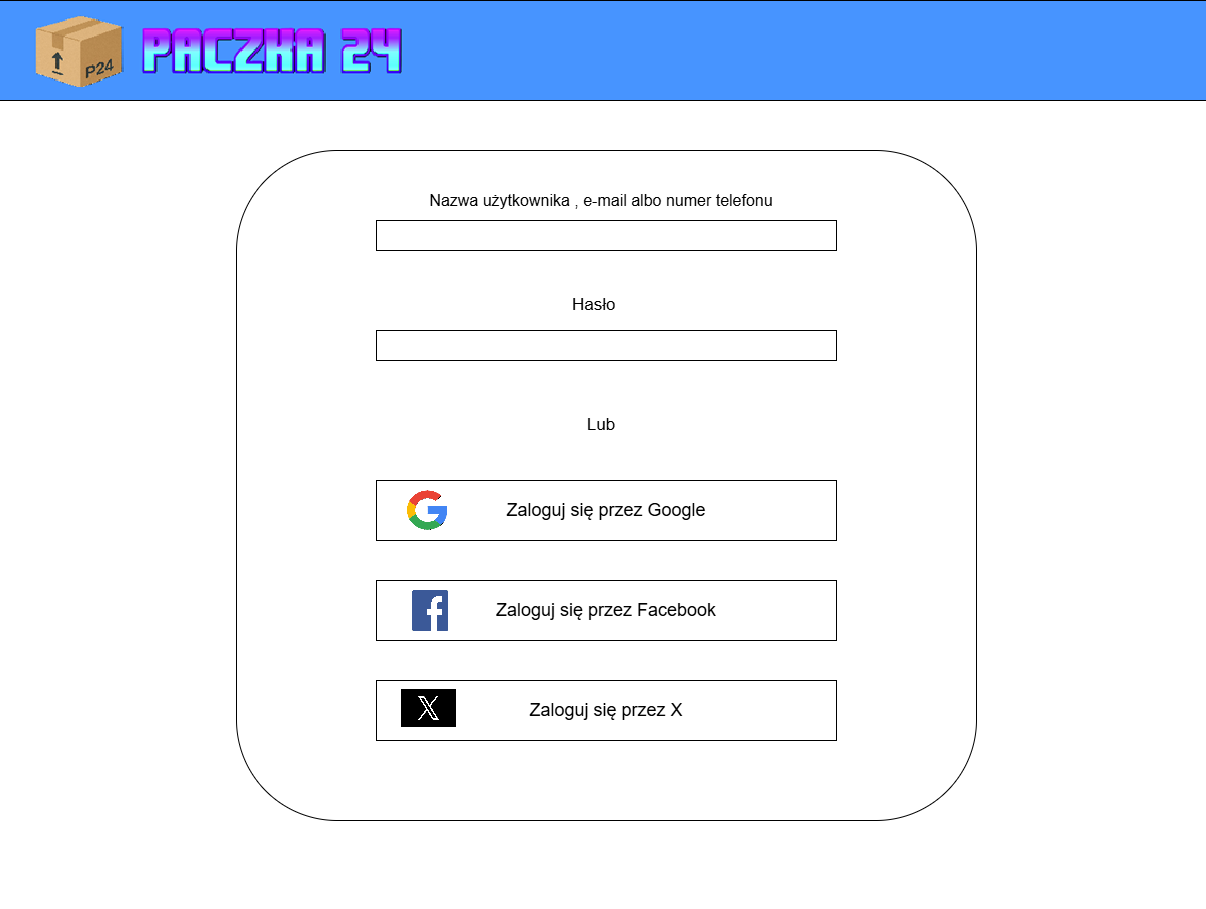 P24
PACZKA 24
Nazwa użytkownika , e-mail albo numer telefonu
Hasło
Lub
Zaloguj się przez Google
Zaloguj się przez Facebook
Zaloguj się przez X